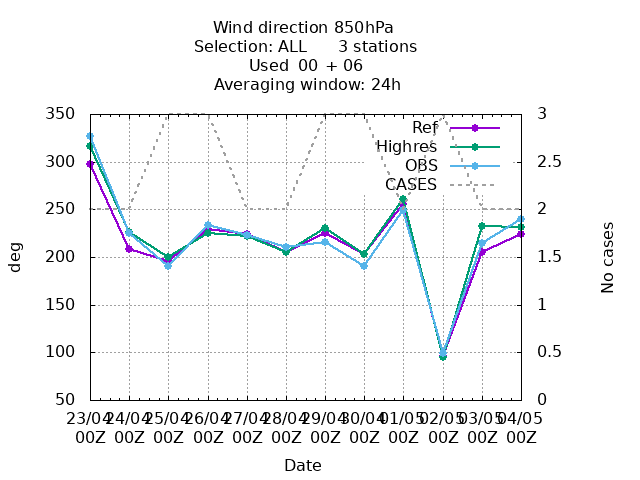 Wind direction 850hPa
Selection: ALL 3 stations
Used 00 + 06
Averaging window: 24h
350 3
Ref
Highres
300 2.5
OBS
CASES
250 2
200 1.5
150 1
100 0.5
50 0
deg
No cases
23/04 24/04 25/04 26/04 27/04 28/04 29/04 30/04 01/05 02/05 03/05 04/05
00Z 00Z 00Z 00Z 00Z 00Z 00Z 00Z 00Z 00Z 00Z 00Z
Date